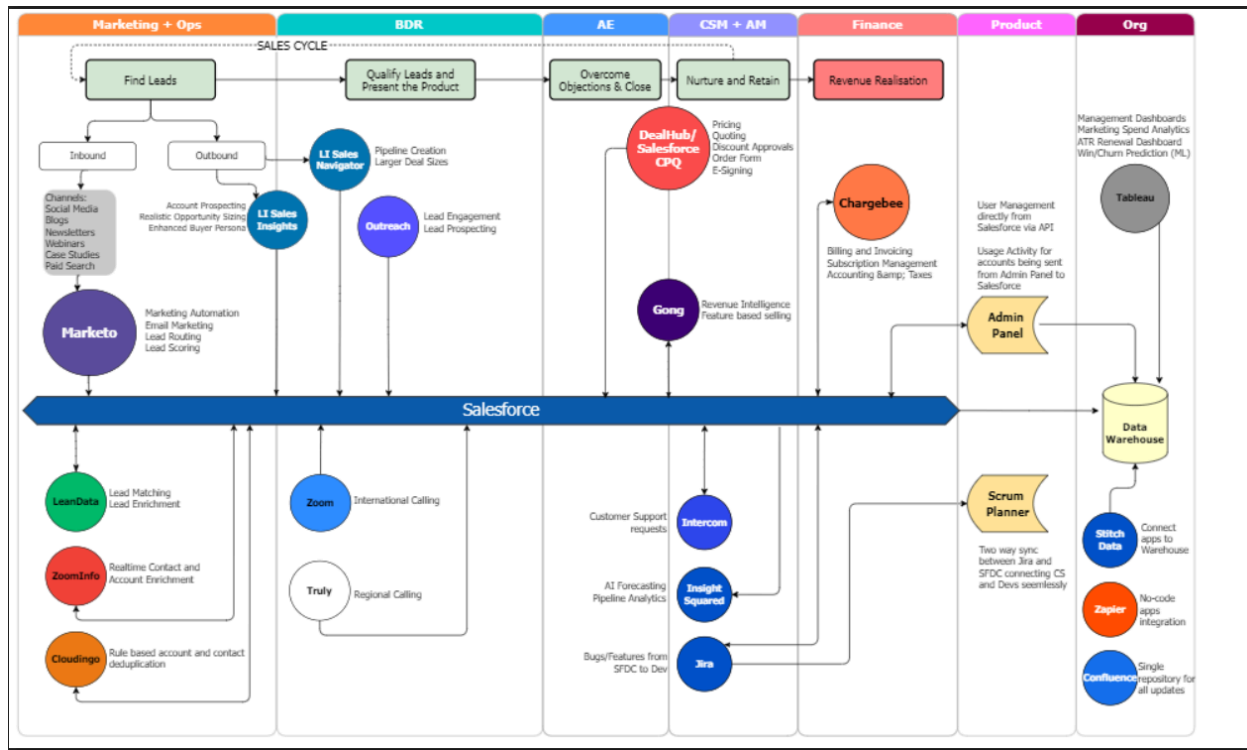 Marketing + Ops
BDR
AE
CSM + AM
Finance
Product
Org
SALES CYCLE
Find Leads
Qualify Leads and
Present the Product
Overcome
Objections & Close
Nurture and Retain
Revenue Realisation
Inbound
Outbound
Channels:
Social Media
Blogs
Newsletters
Webinars
Case Studies
Paid Search
Account Prospecting
Realistic Opportunity Sizing
Enhanced Buyer Persona
LI Sales
Insights
LI Sales
Navigator
Pipeline Creation
Larger Deal Sizes
Outreach
Lead Engagement
Lead Prospecting
DealHub/
Salesforce
CPQ
Pricing
Quoting
Discount Approvals
Order Form
E-Signing
Chargebee
Billing and Invoicing
Subscription Management
Accounting &amp; Taxes
User Management
directly from
Salesforce via API
Usage Activity for
accounts being sent
from Admin Panel to
Salesforce
Management Dashboards
Marketing Spend Analytics
ATR Renewal Dashboard
Win/Churn Prediction (ML)
Tableau
Marketo
Marketing Automation
Email Marketing
Lead Routing
Lead Scoring
Gong
Revenue Intelligence
Feature based selling
Admin
Panel
Salesforce
Data
Warehouse
LeanData
Lead Matching
Lead Enrichment
ZoomInfo
Realtime Contact and
Account Enrichment
Cloudingo
Rule based account and contact
deduplication
Zoom
International Calling
Truly
Regional Calling
Customer Support
requests
Intercom
AI Forecasting
Pipeline Analytics
Insight
Squared
Bugs/Features from
SFDC to Dev
Jira
Scrum
Planner
Two way sync
between Jira and
SFDC connecting CS
and Devs seemlessly
Stitch
Data
Connect
apps to
Warehouse
Zapier
No-code
apps
integration
Confluence
Single
repository for
all updates